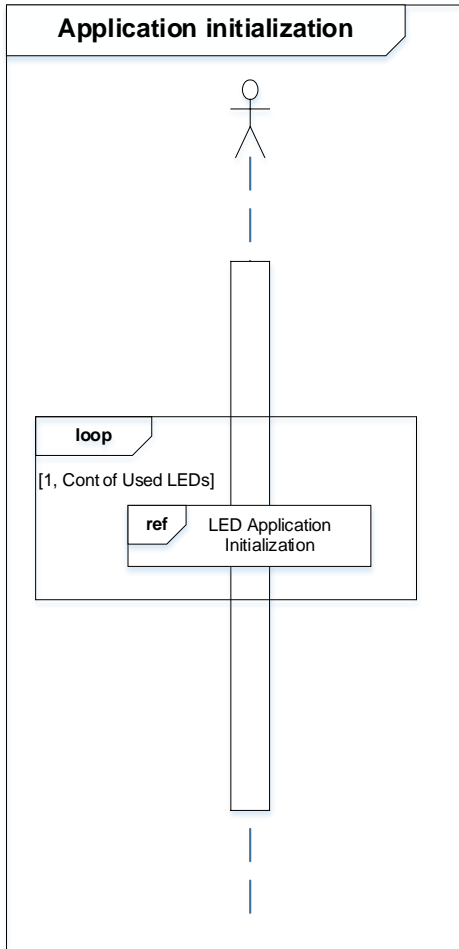 Application initialization
loop
[1, Cont of Used LEDs]
ref
LED Application
Initialization